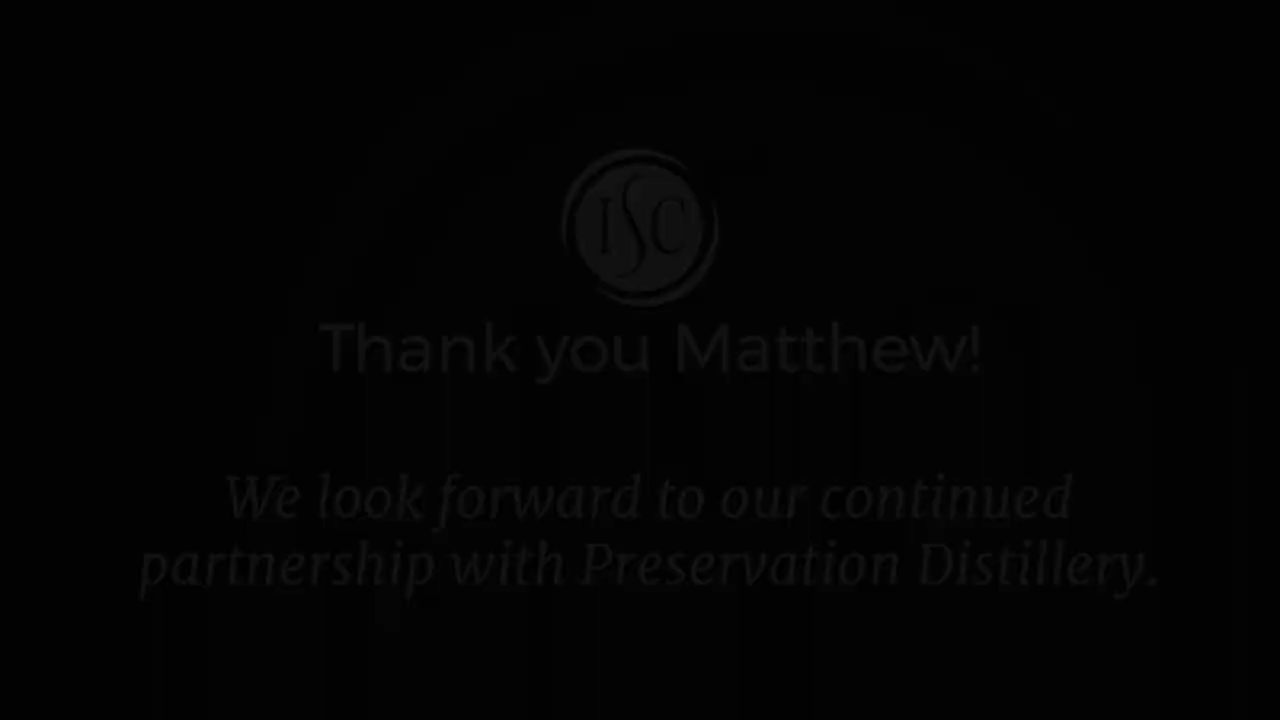 ISC
Thank you Matthew!
We look forward to our continued
partnership with Preservation Distillery.